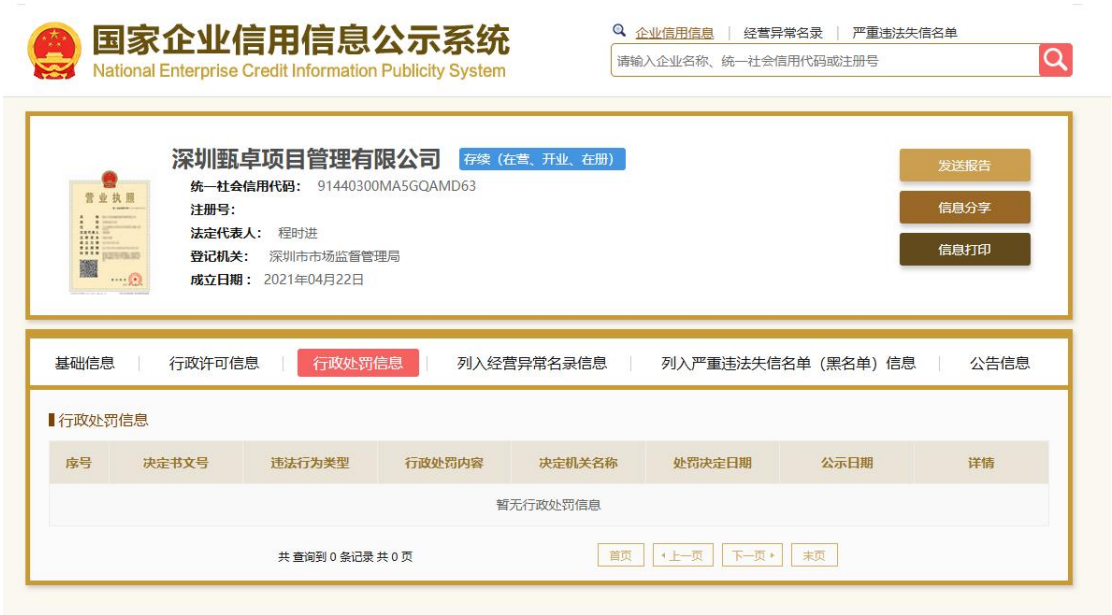 国家企业信用信息公示系统
National Enterprise Credit Information Publicity System
企业信用信息 | 经营异常名录 | 严重违法失信名单
请输入企业名称、统一社会信用代码或注册号
深圳甄卓项目管理有限公司 存续（在营、开业、在册）
统一社会信用代码： 91440300MA5GQAMD63
注册号：
法定代表人： 程时进
登记机关： 深圳市市场监督管理局
成立日期： 2021年04月22日
营业执照
发送报告
信息分享
信息打印
基础信息 | 行政许可信息 | 行政处罚信息 | 列入经营异常名录信息 | 列入严重违法失信名单（黑名单）信息 | 公告信息
行政处罚信息
序号 决定书文号 违法行为类型 行政处罚内容 决定机关名称 处罚决定日期 公示日期 详情
暂无行政处罚信息
共 查询到 0 条记录 共 0 页 首页 上一页 下一页 末页